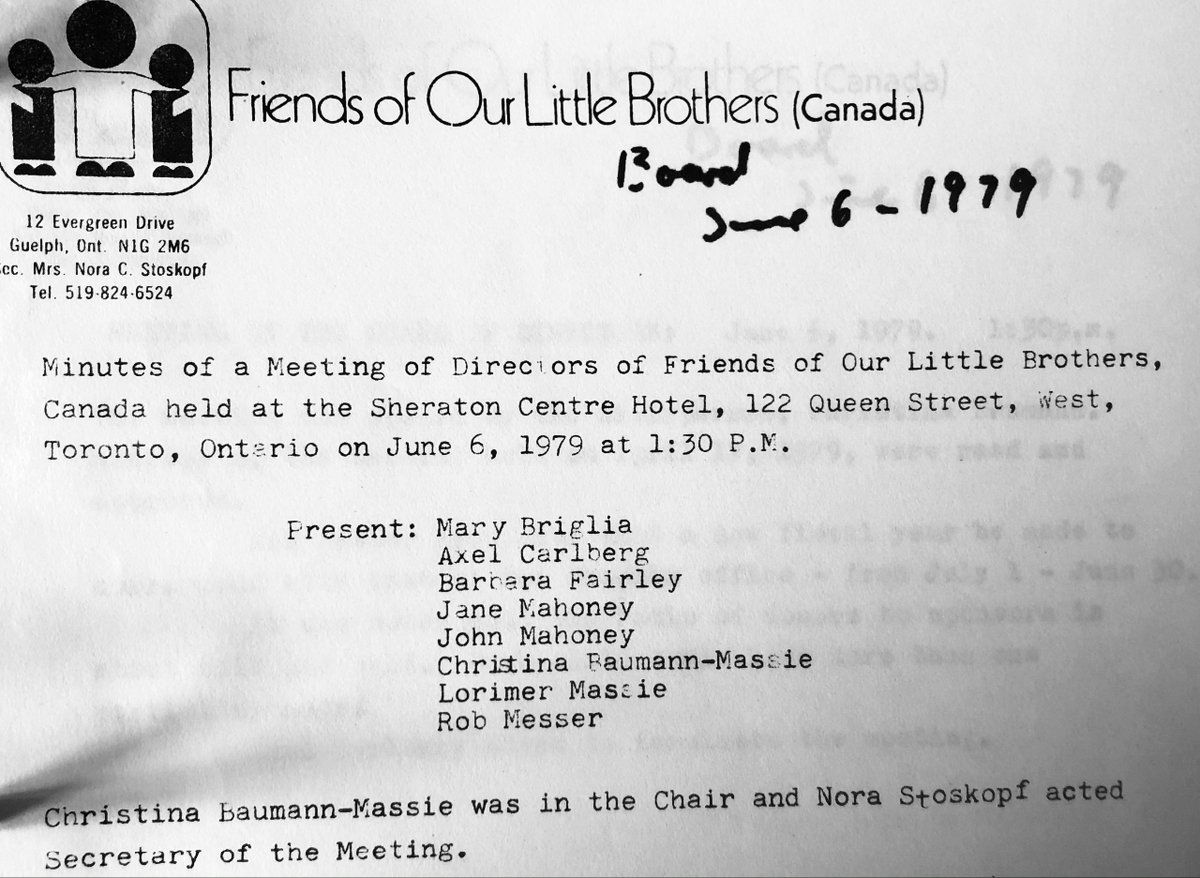 Friends of Our Little Brothers (Canada)
Board
June 6 - 1979
12 Evergreen Drive
Guelph, Ont. N1G 2M6
Sec. Mrs. Nora C. Stoskopf
Tel. 519-824-6524
Minutes of a Meeting of Directors of Friends of Our Little Brothers,
Canada held at the Sheraton Centre Hotel, 122 Queen Street, West,
Toronto, Ontario on June 6, 1979 at 1:30 P.M.
Present: Mary Briglia
Axel Carlberg
Barbara Fairley
Jane Mahoney
John Mahoney
Christina Baumann-Massie
Lorimer Massie
Rob Messer
Christina Baumann-Massie was in the Chair and Nora Stoskopf acted
Secretary of the Meeting.